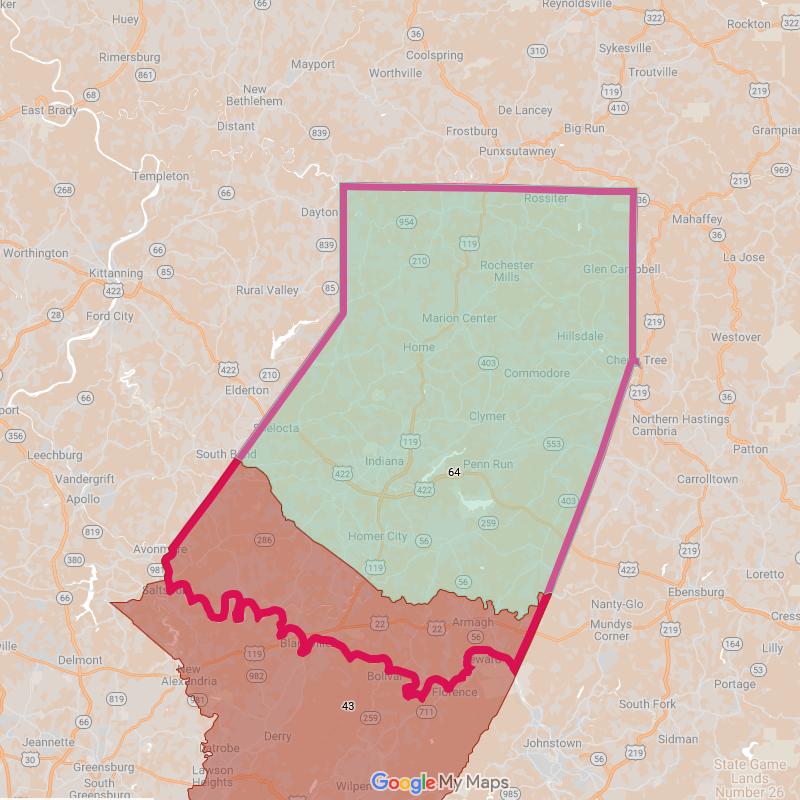 Huey
Reynoldsville
322
Rockton
322
36
Rimersburg
Coolspring
310
Sykesville
861
Mayport
Worthville
Troutville
68
New
Bethlehem
119
219
East Brady
410
De Lancey
Distant
839
Frostburg
Big Run
Grampian
Punxsutawney
Templeton
969
219
268
66
36
Rossiter
Dayton
954
Mahaffey
36
Worthington
66
839
119
La Jose
Kittanning
85
210
Rochester
Mills
Glen Campbell
422
Rural Valley
85
28
Ford City
Marion Center
219
Hillsdale
Westover
Home
403
Cherry Tree
422
210
Commodore
Elderton
219
66
36
Clymer
Northern Hastings
Cambria
356
Shelocta
119
553
Patton
Leechburg
South Bend
Indiana
64
Penn Run
Vandergrift
422
Carrolltown
Apollo
422
403
259
819
Homer City
56
Avonmore
286
219
380
981
119
422
Loretto
56
66
Ebensburg
Nanty-Glo
22
22
Armagh
Mundys
Corner
56
164
Lilly
119
Delmont
New
Alexandria
982
Bolivar
53
Portage
819
Florence
43
South Fork
711
259
66
Jeannette
Derry
Johnstown
Sidman
30
Greensburg
56
219
State Game
Lands
Number 26
South
Greensburg
Lawson
Heights
985
Google My Maps